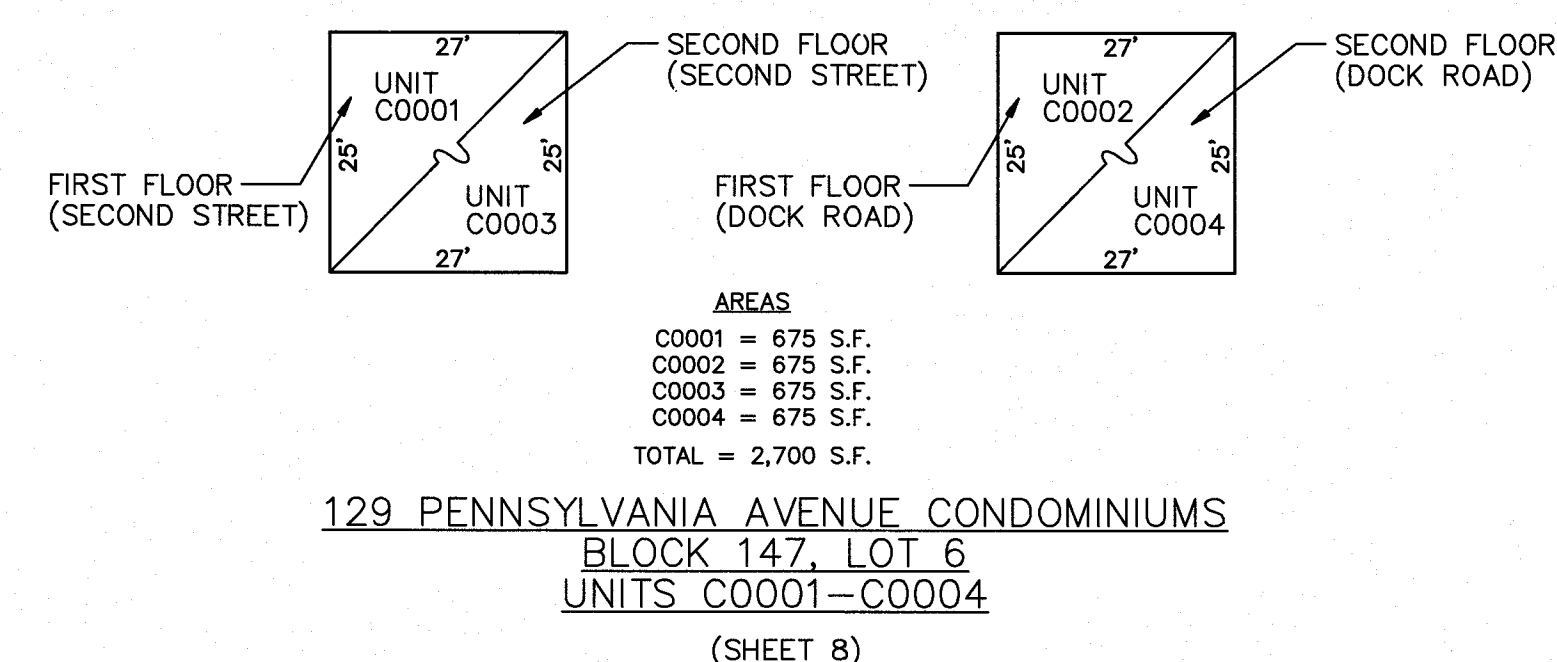 27'
UNIT
C0001
25'
25'
UNIT
C0003
27'
SECOND FLOOR
(SECOND STREET)
FIRST FLOOR
(SECOND STREET)
27'
UNIT
C0002
25'
25'
UNIT
C0004
27'
SECOND FLOOR
(DOCK ROAD)
FIRST FLOOR
(DOCK ROAD)
AREAS
C0001 = 675 S.F.
C0002 = 675 S.F.
C0003 = 675 S.F.
C0004 = 675 S.F.
TOTAL = 2,700 S.F.
129 PENNSYLVANIA AVENUE CONDOMINIUMS
BLOCK 147, LOT 6
UNITS C0001-C0004
(SHEET 8)